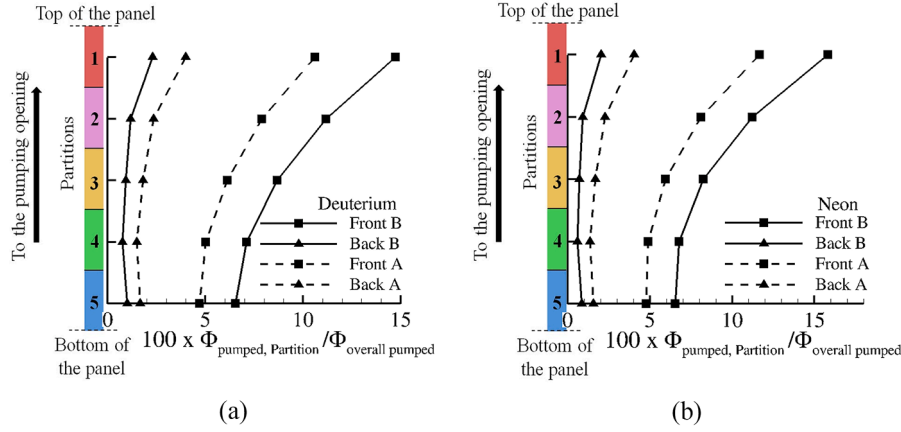 Top of the panel
To the pumping opening
Partitions
1
2
3
4
5
Deuterium
Front B
Back B
Front A
Back A
0 5 10 15
100 x Φpumped, Partition /Φoverall pumped
Bottom of the panel
(a)
Top of the panel
To the pumping opening
Partitions
1
2
3
4
5
Neon
Front B
Back B
Front A
Back A
0 5 10 15
100 x Φpumped, Partition /Φoverall pumped
Bottom of
the panel
(b)